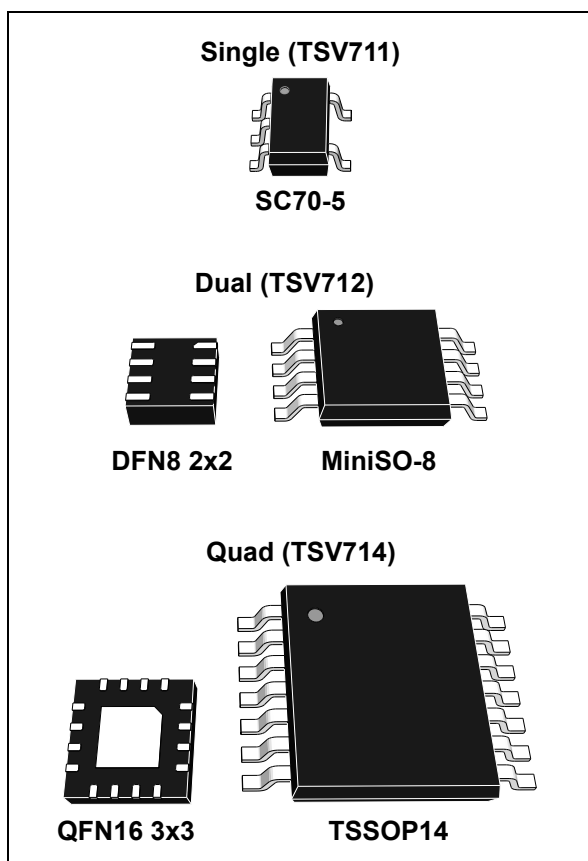 Single (TSV711)
SC70-5
Dual (TSV712)
DFN8 2x2
MiniSO-8
Quad (TSV714)
QFN16 3x3
TSSOP14